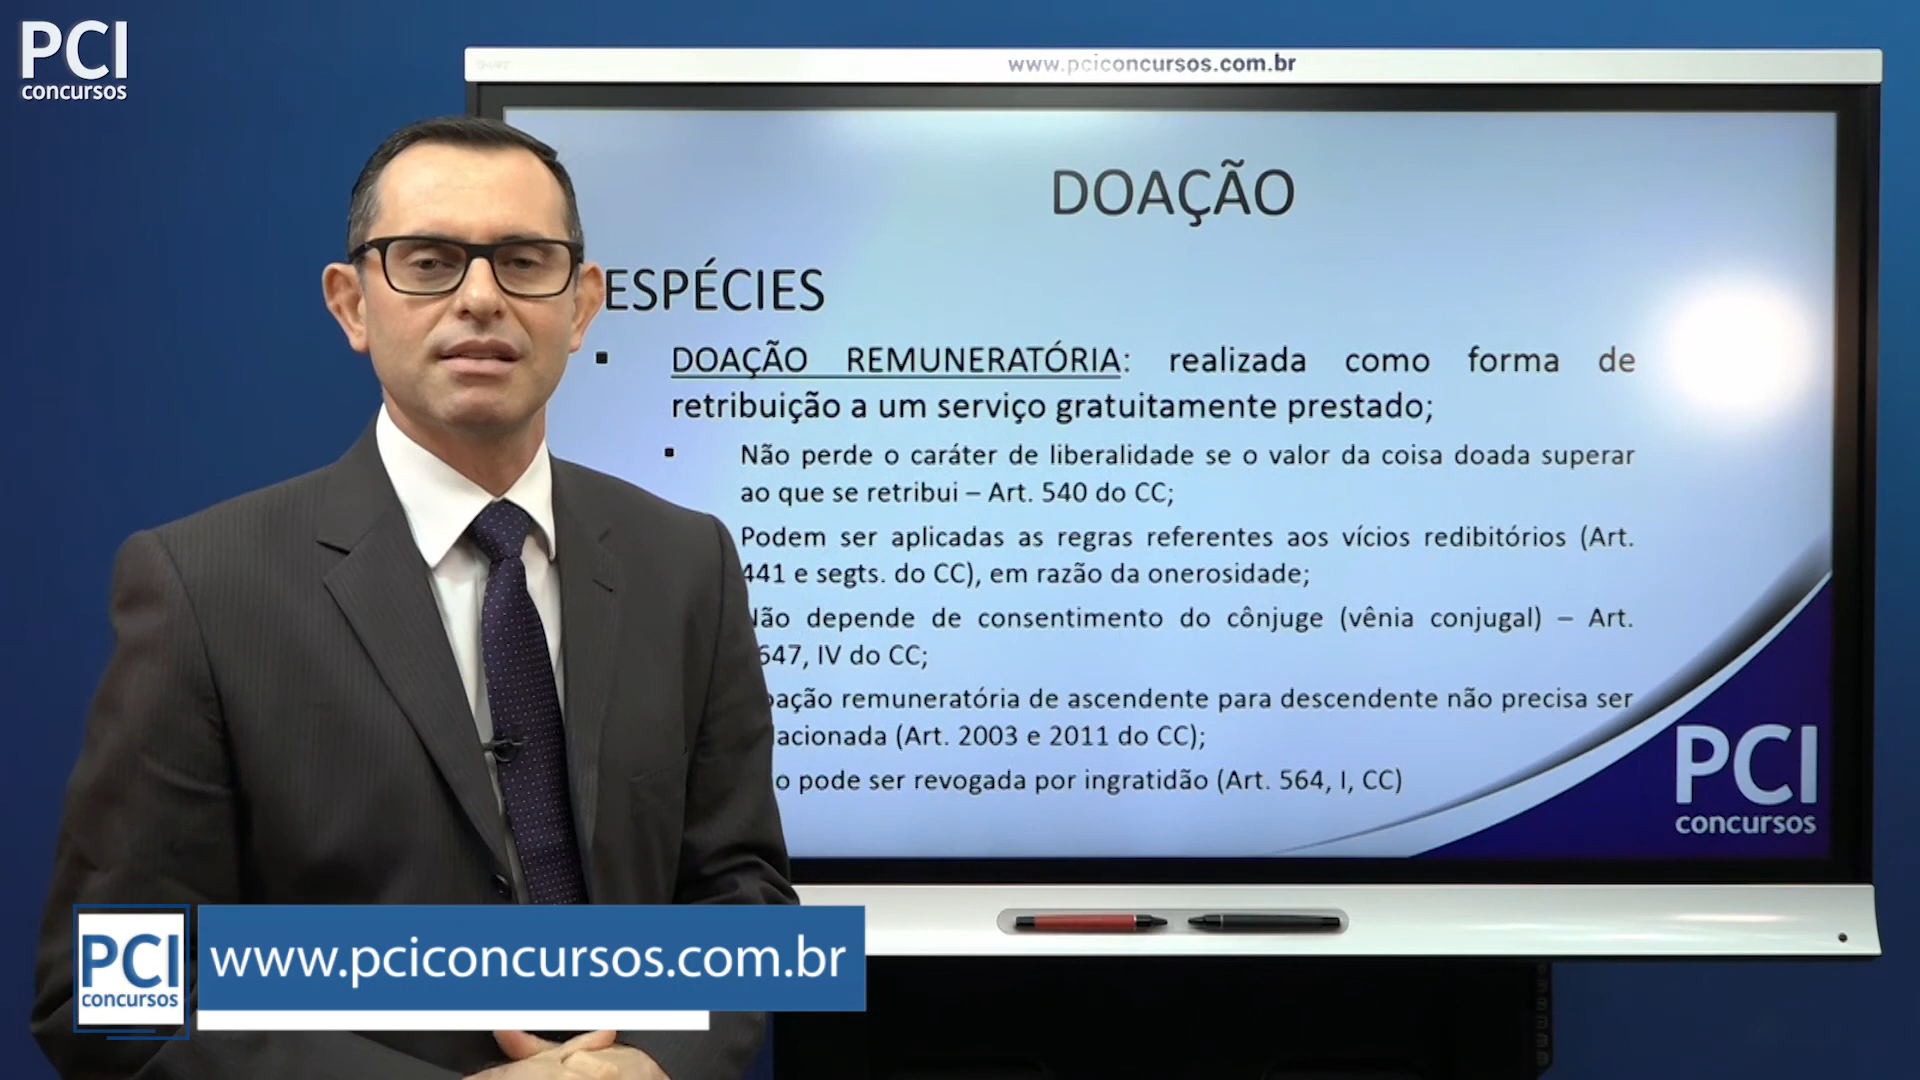 PCI
concursos
www.pciconcursos.com.br
DOAÇÃO
ESPÉCIES
▪ DOAÇÃO REMUNERATÓRIA: realizada como forma de
retribuição a um serviço gratuitamente prestado;
▪ Não perde o caráter de liberalidade se o valor da coisa doada superar
ao que se retribui – Art. 540 do CC;
Podem ser aplicadas as regras referentes aos vícios redibitórios (Art.
441 e segts. do CC), em razão da onerosidade;
Não depende de consentimento do cônjuge (vênia conjugal) – Art.
647, IV do CC;
oação remuneratória de ascendente para descendente não precisa ser
lacionada (Art. 2003 e 2011 do CC);
o pode ser revogada por ingratidão (Art. 564, I, CC)
PCI
concursos
PCI
concursos
www.pciconcursos.com.br